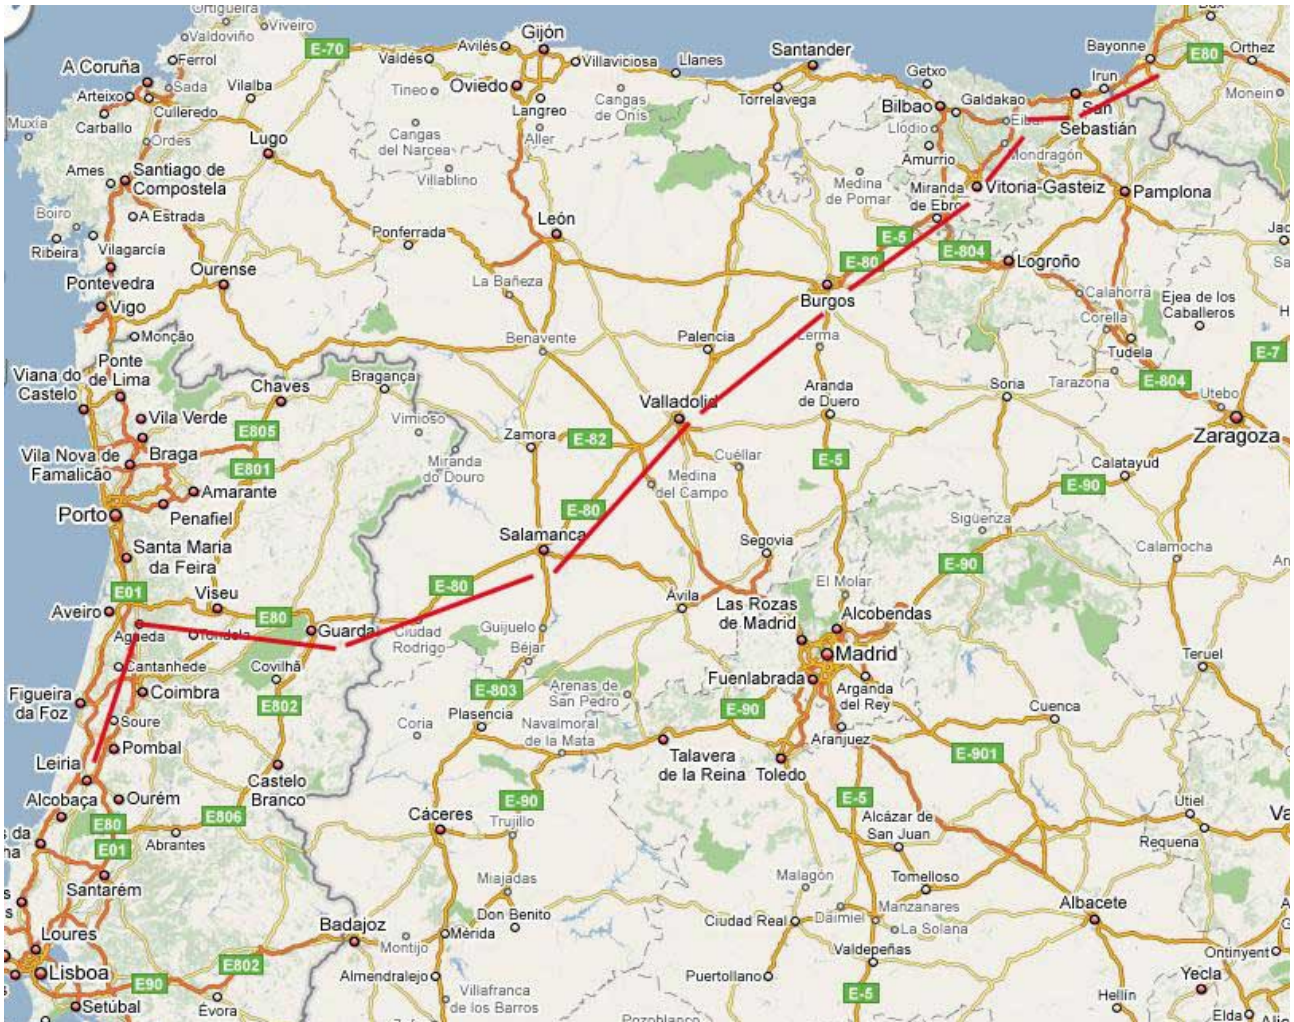 Ortigueira
Viveiro
Valdoviño
Ferrol
E-70
Avilés
Gijón
Valdés
Villaviciosa
Llanes
Santander
Bayonne
E80
Orthez
A Coruña
Sada
Arteixo
Culleredo
Vilalba
Tineo
Oviedo
Langreo
Cangas
de Onís
Torrelavega
Getxo
Irun
Monein
Muxía
Carballo
Ordes
Lugo
Cangas
del Narcea
Aller
Bilbao
Galdakao
Eibar
San
Sebastián
Llodio
Amurrio
Mondragón
Ames
Santiago de
Compostela
Villablino
Medina
de Pomar
Miranda
de Ebro
Vitoria-Gasteiz
Pamplona
Boiro
A Estrada
Ribeira
Vilagarcía
Ponferrada
León
E-5
E-80
E-804
Logroño
Jac
Sa
Pontevedra
Ourense
La Bañeza
Burgos
Calahorra
Ejea de los
Caballeros
Vigo
Monção
Benavente
Palencia
Lerma
Corella
Tudela
H
E-7
Viana do
Castelo
Ponte
de Lima
Chaves
Bragança
Aranda
de Duero
Soria
Tarazona
E-804
Utebo
Vila Verde
E805
Vimioso
Zamora
E-82
Valladolid
Zaragoza
Vila Nova de
Famalicão
Braga
E801
Miranda
do Douro
Medina
del Campo
Cuéllar
E-5
Calatayud
E-90
Amarante
Penafiel
Porto
E-80
Salamanca
Segovia
Sigüenza
Santa Maria
da Feira
E-90
Calamocha
An
E01
Aveiro
Viseu
E80
E-80
Ávila
El Molar
Las Rozas
de Madrid
Alcobendas
Agueda
Tondela
Guarda
Ciudad
Rodrigo
Guijuelo
Béjar
Madrid
Teruel
Cantanhede
Covilhã
Coimbra
Figueira
da Foz
E802
E-803
Arenas de
San Pedro
Fuenlabrada
E-90
Arganda
del Rey
Cuenca
Soure
Pombal
Coria
Plasencia
Navalmoral
de la Mata
Aranjuez
E-901
Leiria
Castelo
Branco
Talavera
de la Reina
Toledo
Alcobaça
Ourém
E806
E80
E01
Abrantes
Cáceres
E-90
Trujillo
E-5
Alcázar de
San Juan
Utiel
Requena
Va
s da
ha
Santarém
Miajadas
Malagón
Tomelloso
Manzanares
Albacete
Don Benito
Ciudad Real
Daimiel
La Solana
Loures
Badajoz
Montijo
Mérida
Valdepeñas
Ontinyent
Lisboa
E802
E90
Almendralejo
Puertollano
Yecla
Setúbal
Évora
Villafranca
de los Barros
E-5
Hellín
Elda
Pozoblanco